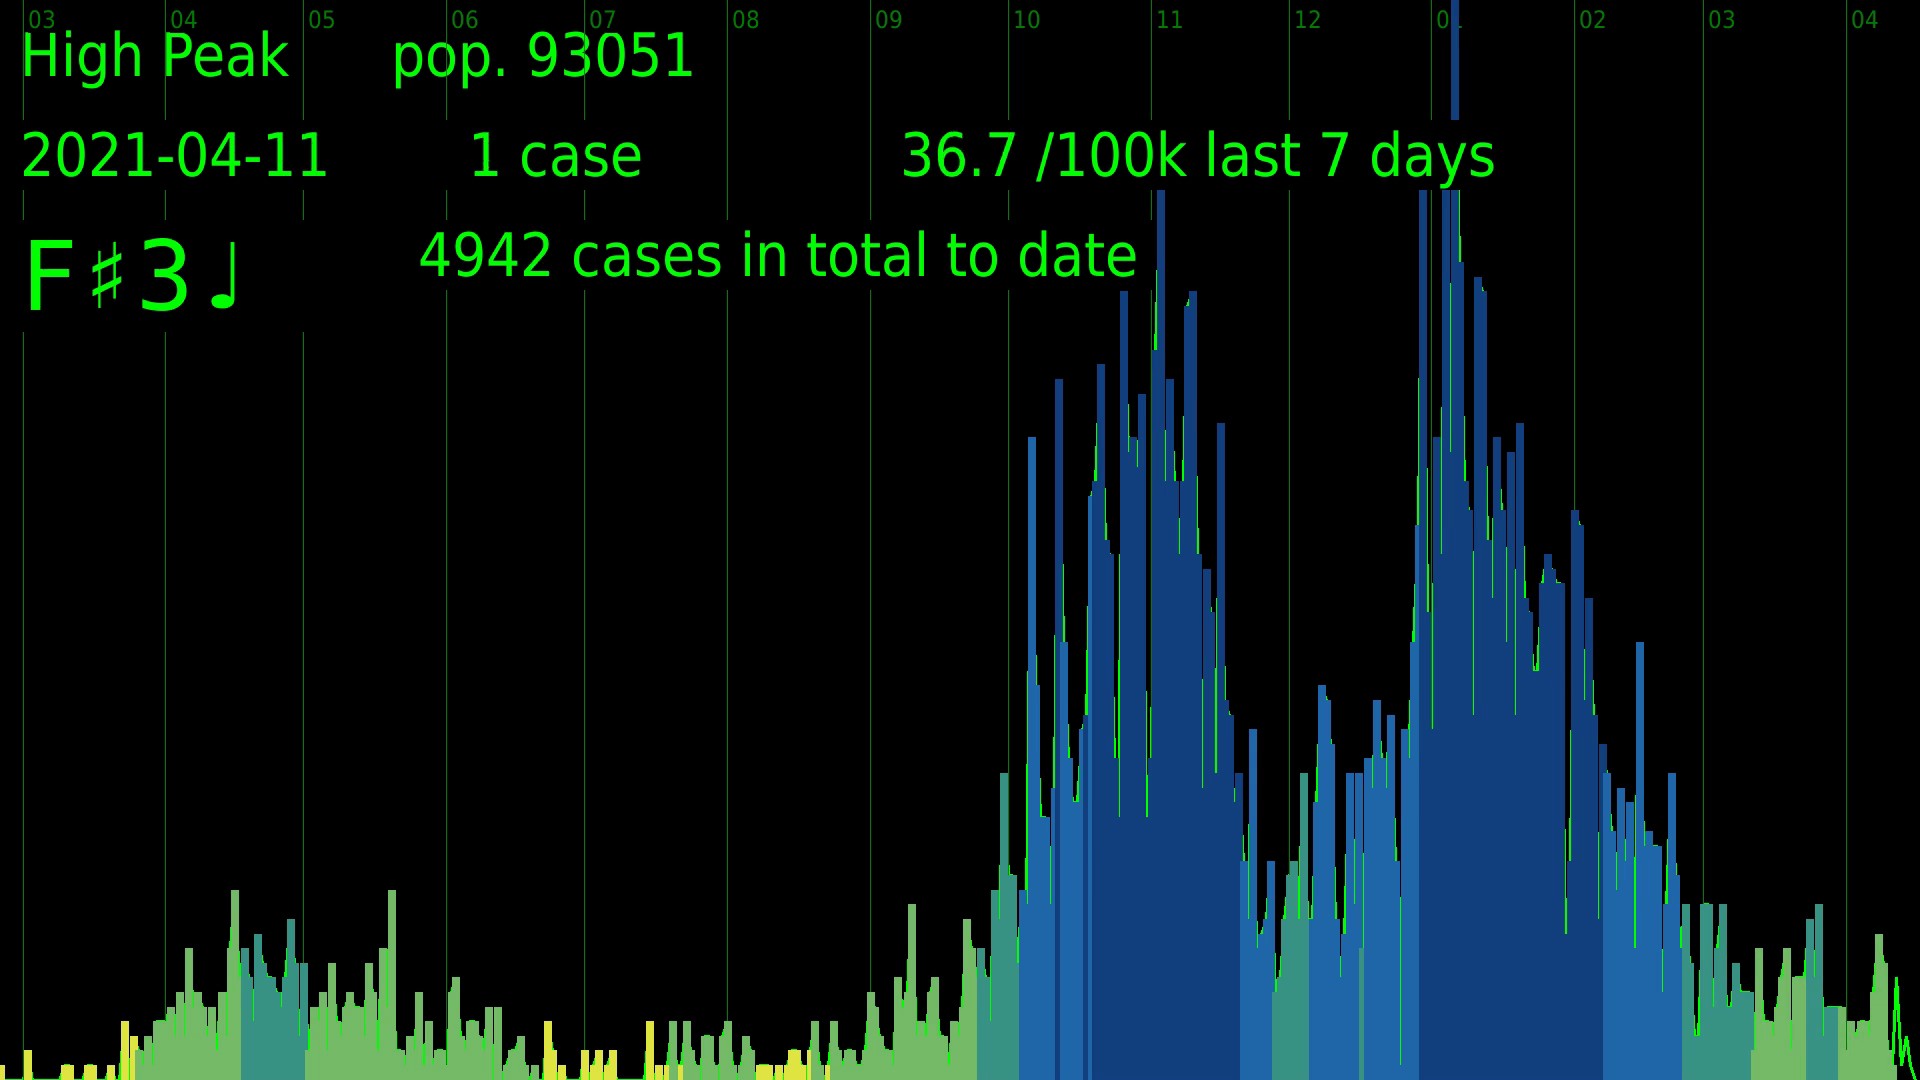 03 04 05 06 07 08 09 10 11 12 01 02 03 04
High Peak pop. 93051
2021-04-11 1 case 36.7 /100k last 7 days
F♯3♩ 4942 cases in total to date